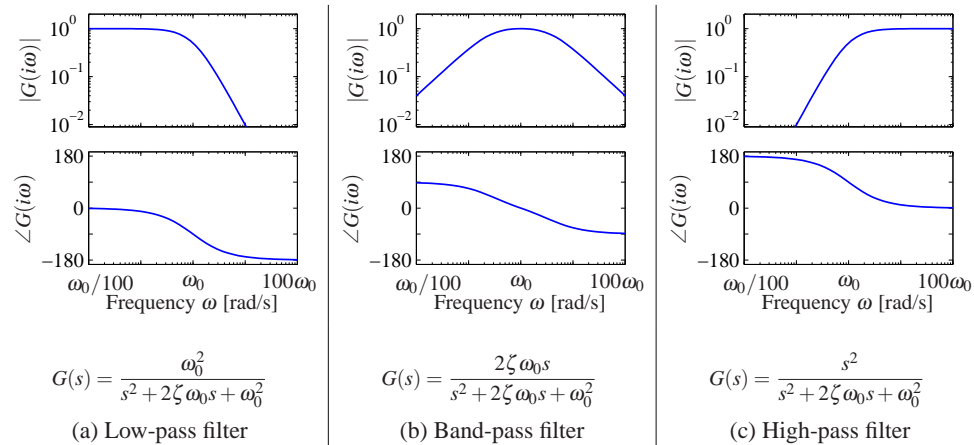 |G(iω)|
10^0
10^-1
10^-2
∠G(iω)
180
0
−180
ω0/100 ω0 100ω0
Frequency ω [rad/s]
G(s) = ω0^2 / (s^2 + 2ζω0s + ω0^2)
(a) Low-pass filter
|G(iω)|
10^0
10^-1
10^-2
∠G(iω)
180
0
−180
ω0/100 ω0 100ω0
Frequency ω [rad/s]
G(s) = 2ζω0s / (s^2 + 2ζω0s + ω0^2)
(b) Band-pass filter
|G(iω)|
10^0
10^-1
10^-2
∠G(iω)
180
0
−180
ω0/100 ω0 100ω0
Frequency ω [rad/s]
G(s) = s^2 / (s^2 + 2ζω0s + ω0^2)
(c) High-pass filter